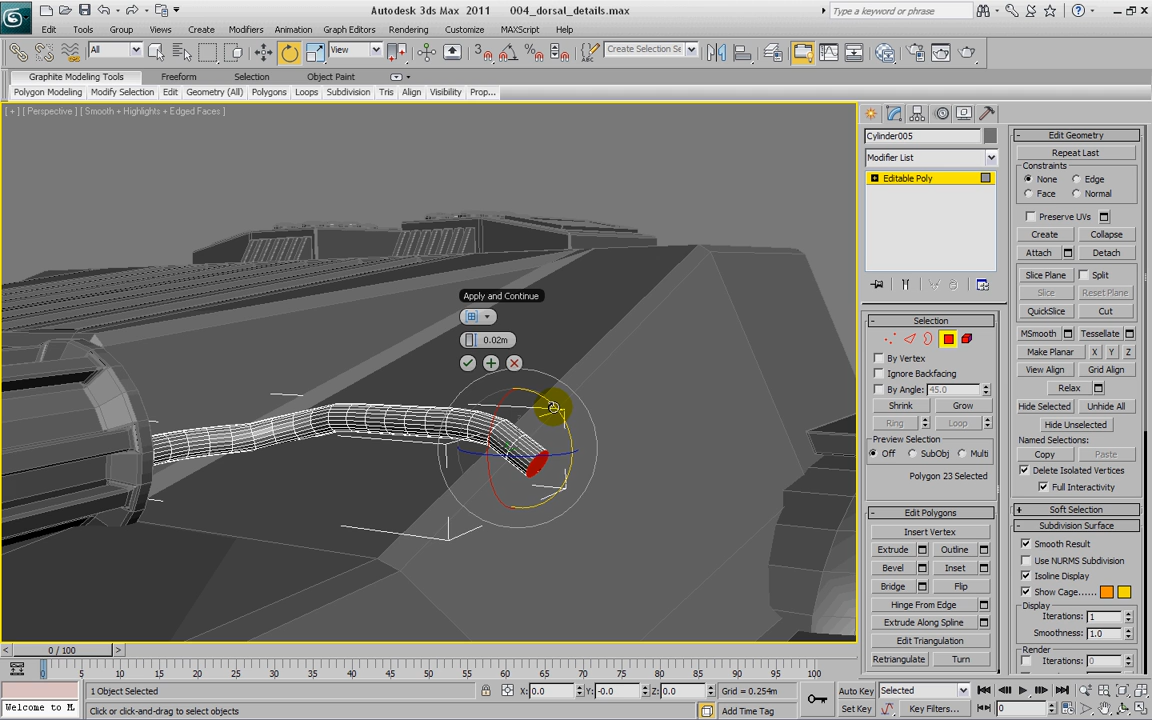 Autodesk 3ds Max 2011    004_dorsal_details.max
Type a keyword or phrase
Edit Tools Group Views Create Modifiers Animation Graph Editors Rendering Customize MAXScript Help
All View 3 Create Selection Se
Graphite Modeling Tools Freeform Selection Object Paint
Polygon Modeling Modify Selection Edit Geometry (All) Polygons Loops Subdivision Tris Align Visibility Prop...
[ + ] [ Perspective ] [ Smooth + Highlights + Edged Faces ]
Apply and Continue
0.02m
Cylinder005
Modifier List
Editable Poly
Selection
By Vertex
Ignore Backfacing
By Angle: 45.0
Shrink Grow
Ring Loop
Preview Selection
Off SubObj Multi
Polygon 23 Selected
Edit Polygons
Insert Vertex
Extrude Outline
Bevel Inset
Bridge Flip
Hinge From Edge
Extrude Along Spline
Edit Triangulation
Retriangulate Turn
Edit Geometry
Repeat Last
Constraints
None Edge
Face Normal
Preserve UVs
Create Collapse
Attach Detach
Slice Plane Split
Slice Reset Plane
QuickSlice Cut
MSmooth Tessellate
Make Planar X Y Z
View Align Grid Align
Relax
Hide Selected Unhide All
Hide Unselected
Named Selections:
Copy Paste
Delete Isolated Vertices
Full Interactivity
Soft Selection
Subdivision Surface
Smooth Result
Use NURMS Subdivision
Isoline Display
Show Cage......
Display
Iterations: 1
Smoothness: 1.0
Render
Iterations: 0
0 / 100
0 5 10 15 20 25 30 35 40 45 50 55 60 65 70 75 80 85 90 95 100
1 Object Selected X: 0.0 Y: -0.0 Z: 0.0 Grid = 0.254m Auto Key Selected
Welcome to M Click or click-and-drag to select objects Add Time Tag Set Key Key Filters... 0